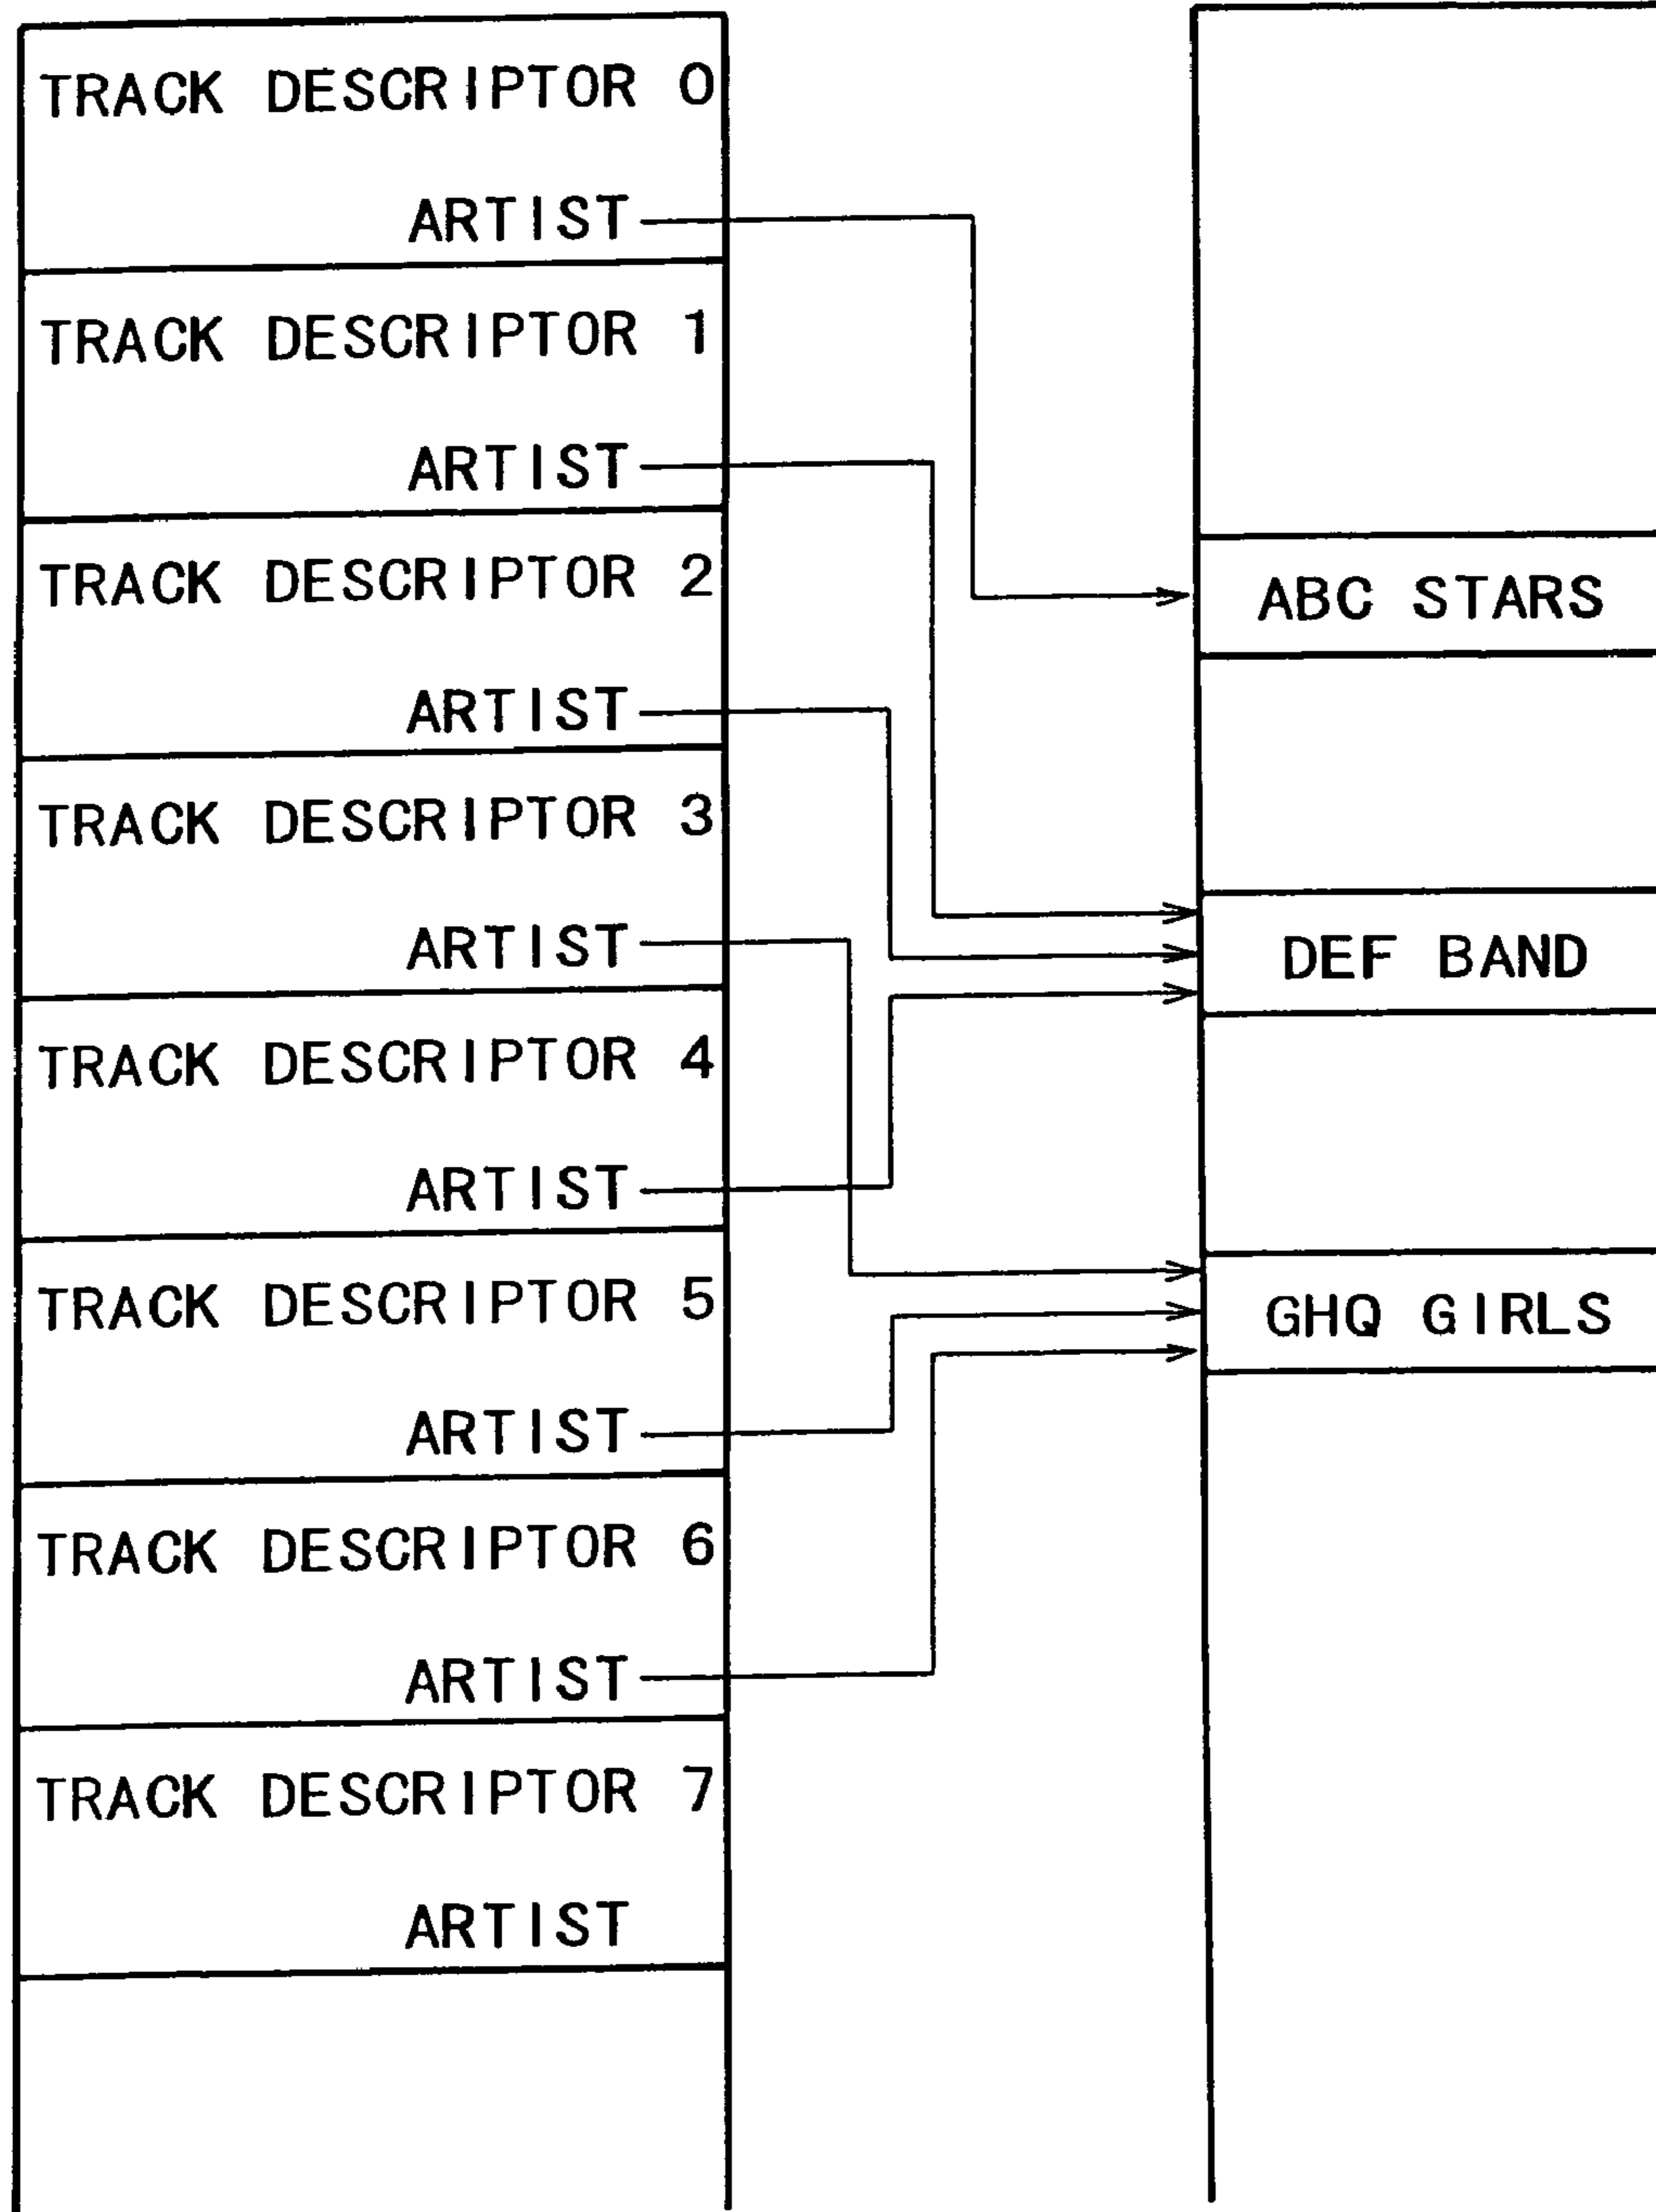 TRACK DESCRIPTOR 0
ARTIST
TRACK DESCRIPTOR 1
ARTIST
TRACK DESCRIPTOR 2
ARTIST
TRACK DESCRIPTOR 3
ARTIST
TRACK DESCRIPTOR 4
ARTIST
TRACK DESCRIPTOR 5
ARTIST
TRACK DESCRIPTOR 6
ARTIST
TRACK DESCRIPTOR 7
ARTIST
ABC STARS
DEF BAND
GHQ GIRLS